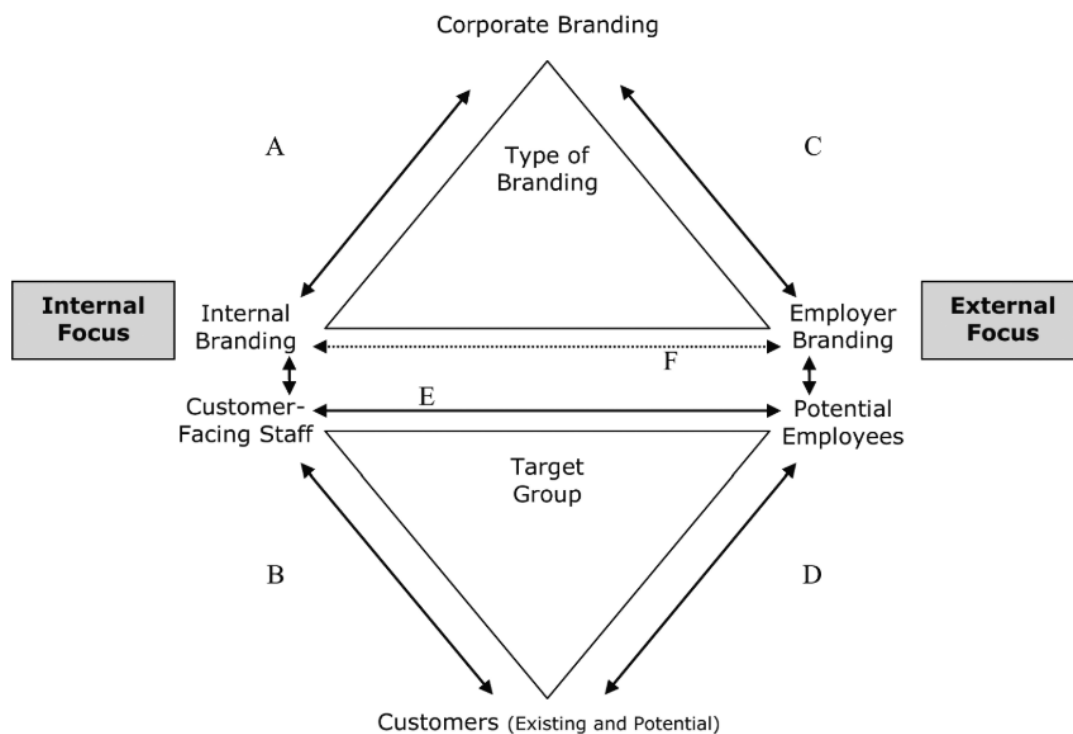 Corporate Branding
A
C
Type of
Branding
Internal
Focus
Internal
Branding
Employer
Branding
External
Focus
F
E
Customer-
Facing Staff
Potential
Employees
Target
Group
B
D
Customers (Existing and Potential)